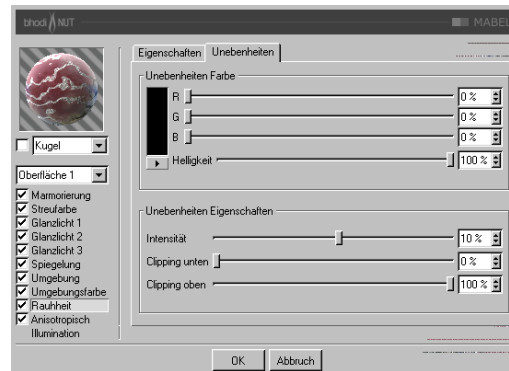 bhodi NUT
MABEL
Eigenschaften
Unebenheiten
Unebenheiten Farbe
R
0 %
G
0 %
B
0 %
Helligkeit
100 %
Kugel
Oberfläche 1
Marmorierung
Streufarbe
Glanzlicht 1
Glanzlicht 2
Glanzlicht 3
Spiegelung
Umgebung
Umgebungsfarbe
Rauhheit
Anisotropisch
Illumination
Unebenheiten Eigenschaften
Intensität
10 %
Clipping unten
0 %
Clipping oben
100 %
OK
Abbruch